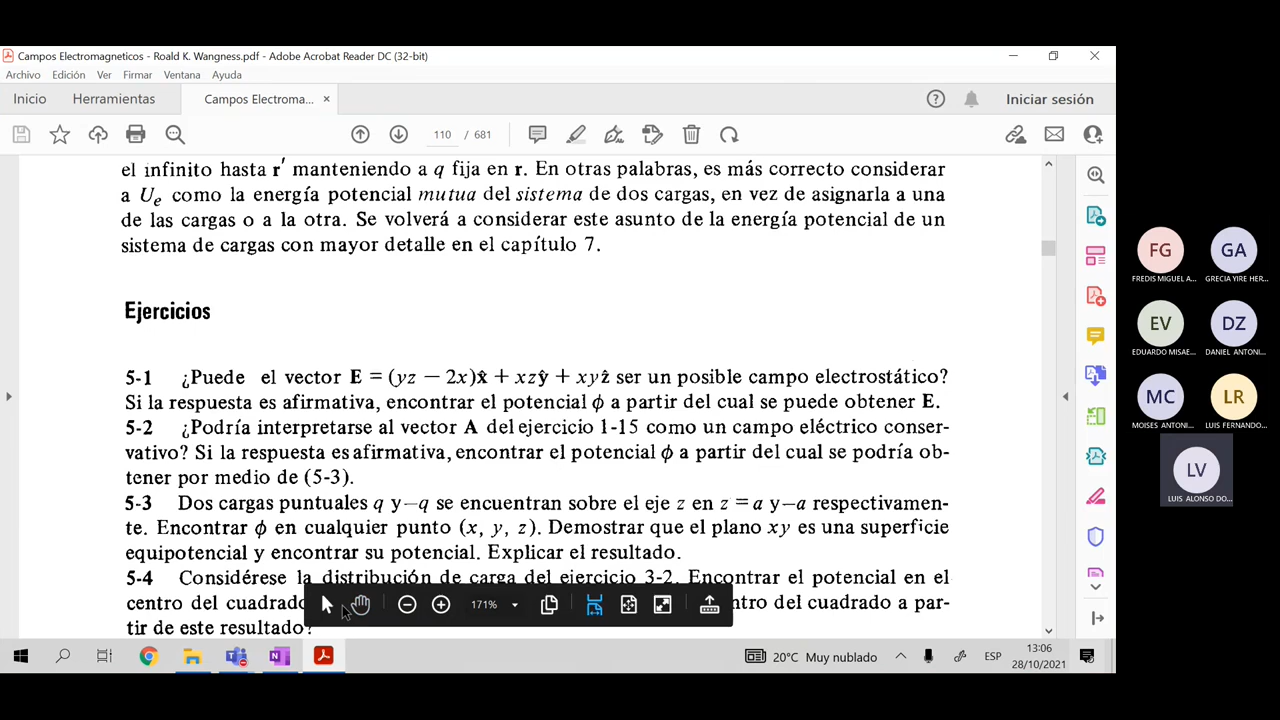 Campos Electromagneticos - Roald K. Wangness.pdf - Adobe Acrobat Reader DC (32-bit)
Archivo Edición Ver Firmar Ventana Ayuda
Inicio Herramientas Campos Electroma... × Iniciar sesión
110 / 681
el infinito hasta r′ manteniendo a q fija en r. En otras palabras, es más correcto considerar
a Ue como la energía potencial mutua del sistema de dos cargas, en vez de asignarla a una
de las cargas o a la otra. Se volverá a considerar este asunto de la energía potencial de un
sistema de cargas con mayor detalle en el capítulo 7.
Ejercicios
5-1 ¿Puede el vector E = (yz − 2x)x̂ + xzŷ + xyẑ ser un posible campo electrostático?
Si la respuesta es afirmativa, encontrar el potencial ϕ a partir del cual se puede obtener E.
5-2 ¿Podría interpretarse al vector A del ejercicio 1-15 como un campo eléctrico conser-
vativo? Si la respuesta es afirmativa, encontrar el potencial ϕ a partir del cual se podría ob-
tener por medio de (5-3).
5-3 Dos cargas puntuales q y−q se encuentran sobre el eje z en z = a y−a respectivamen-
te. Encontrar ϕ en cualquier punto (x, y, z). Demostrar que el plano xy es una superficie
equipotencial y encontrar su potencial. Explicar el resultado.
5-4 Considérese la distribución de carga del ejercicio 3-2. Encontrar el potencial en el
centro del cuadrado ntro del cuadrado a par-
tir de este resultado?
171%
20°C Muy nublado ESP 13:06
28/10/2021
FG GA
FREDIS MIGUEL A... GRECIA YIRE HER...
EV DZ
EDUARDO MISAE... DANIEL ANTONI...
MC LR
MOISES ANTONI... LUIS FERNANDO...
LV
LUIS ALONSO DO...